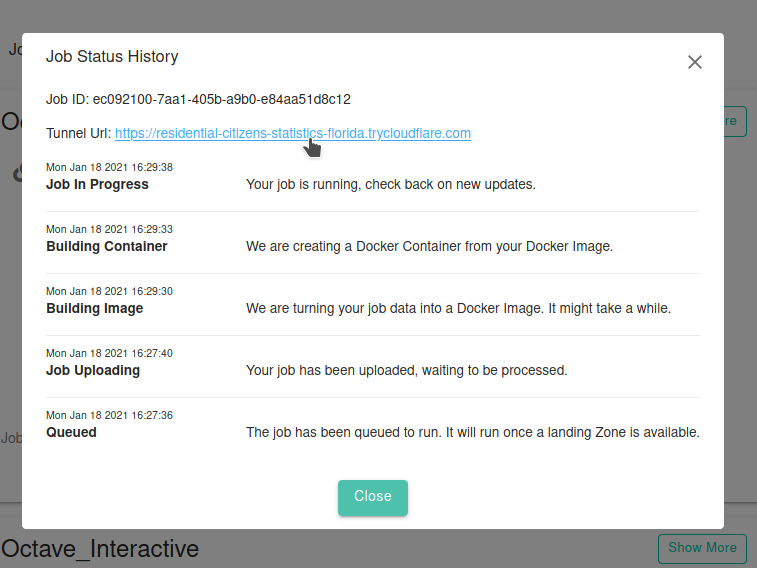 Job Status History
Job ID: ec092100-7aa1-405b-a9b0-e84aa51d8c12
Tunnel Url: https://residential-citizens-statistics-florida.trycloudflare.com
Mon Jan 18 2021 16:29:38
Job In Progress Your job is running, check back on new updates.
Mon Jan 18 2021 16:29:33
Building Container We are creating a Docker Container from your Docker Image.
Mon Jan 18 2021 16:29:30
Building Image We are turning your job data into a Docker Image. It might take a while.
Mon Jan 18 2021 16:27:40
Job Uploading Your job has been uploaded, waiting to be processed.
Mon Jan 18 2021 16:27:36
Queued The job has been queued to run. It will run once a landing Zone is available.
Job
Close
Octave_Interactive Show More